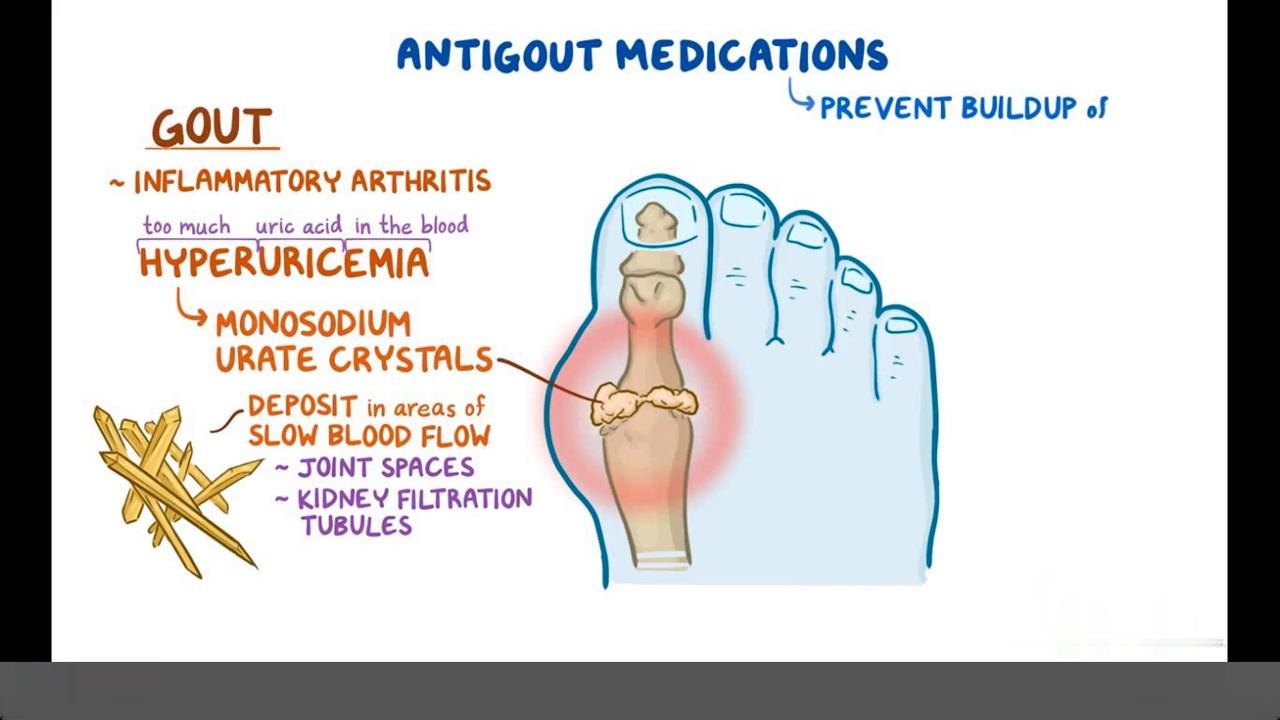 ANTIGOUT MEDICATIONS
PREVENT BUILDUP of
GOUT
~ INFLAMMATORY ARTHRITIS
too much uric acid in the blood
HYPERURICEMIA
MONOSODIUM
URATE CRYSTALS
DEPOSIT in areas of
SLOW BLOOD FLOW
~ JOINT SPACES
~ KIDNEY FILTRATION
TUBULES